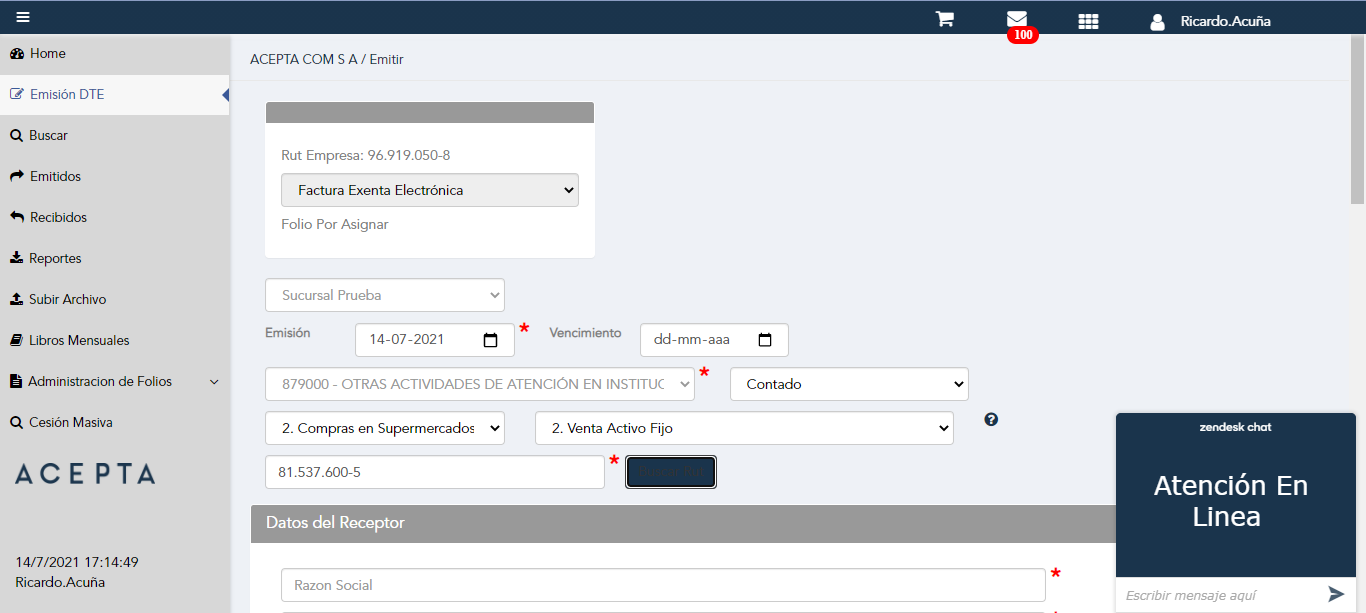 Ricardo.Acuña
100
Home
ACEPTA COM S A / Emitir
Emisión DTE
Buscar
Emitidos
Recibidos
Reportes
Subir Archivo
Libros Mensuales
Administracion de Folios
Cesión Masiva
ACEPTA
14/7/2021 17:14:49
Ricardo.Acuña
Rut Empresa: 96.919.050-8
Factura Exenta Electrónica
Folio Por Asignar
Sucursal Prueba
Emisión 14-07-2021 * Vencimiento dd-mm-aaa
879000 - OTRAS ACTIVIDADES DE ATENCIÓN EN INSTITUC * Contado
2. Compras en Supermercados 2. Venta Activo Fijo ?
81.537.600-5 *
Datos del Receptor
Razon Social *
zendesk chat
Atención En
Linea
Escribir mensaje aquí